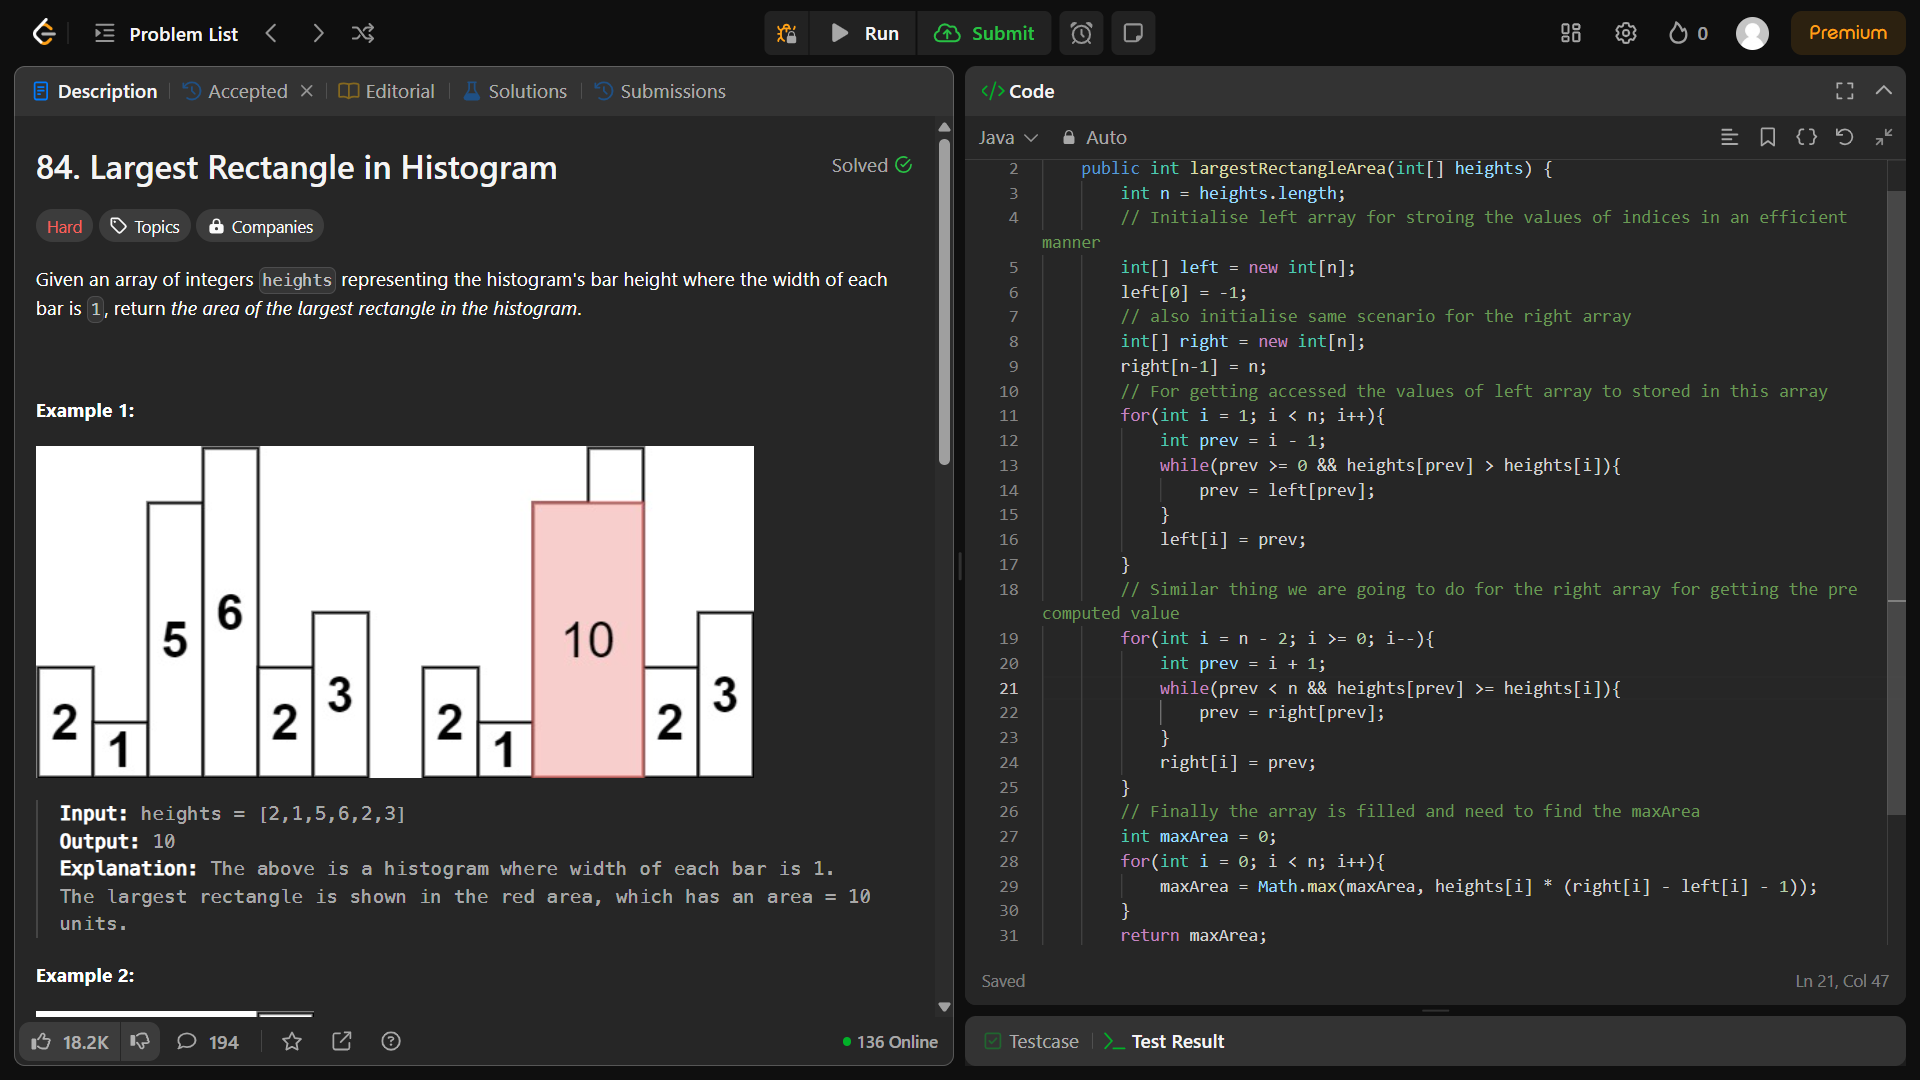 Problem List
Run
Submit
0
Premium
Description
Accepted
Editorial
Solutions
Submissions
84. Largest Rectangle in Histogram
Solved
Hard
Topics
Companies
Given an array of integers heights representing the histogram's bar height where the width of each
bar is 1, return the area of the largest rectangle in the histogram.
Example 1:
2
1
5
6
2
3
2
1
10
2
3
Input: heights = [2,1,5,6,2,3]
Output: 10
Explanation: The above is a histogram where width of each bar is 1.
The largest rectangle is shown in the red area, which has an area = 10
units.
Example 2:
18.2K
194
136 Online
</> Code
Java
Auto
2 public int largestRectangleArea(int[] heights) {
3 int n = heights.length;
4 // Initialise left array for stroing the values of indices in an efficient
manner
5 int[] left = new int[n];
6 left[0] = -1;
7 // also initialise same scenario for the right array
8 int[] right = new int[n];
9 right[n-1] = n;
10 // For getting accessed the values of left array to stored in this array
11 for(int i = 1; i < n; i++){
12 int prev = i - 1;
13 while(prev >= 0 && heights[prev] > heights[i]){
14 prev = left[prev];
15 }
16 left[i] = prev;
17 }
18 // Similar thing we are going to do for the right array for getting the pre
computed value
19 for(int i = n - 2; i >= 0; i--){
20 int prev = i + 1;
21 while(prev < n && heights[prev] >= heights[i]){
22 prev = right[prev];
23 }
24 right[i] = prev;
25 }
26 // Finally the array is filled and need to find the maxArea
27 int maxArea = 0;
28 for(int i = 0; i < n; i++){
29 maxArea = Math.max(maxArea, heights[i] * (right[i] - left[i] - 1));
30 }
31 return maxArea;
Saved
Ln 21, Col 47
Testcase
Test Result